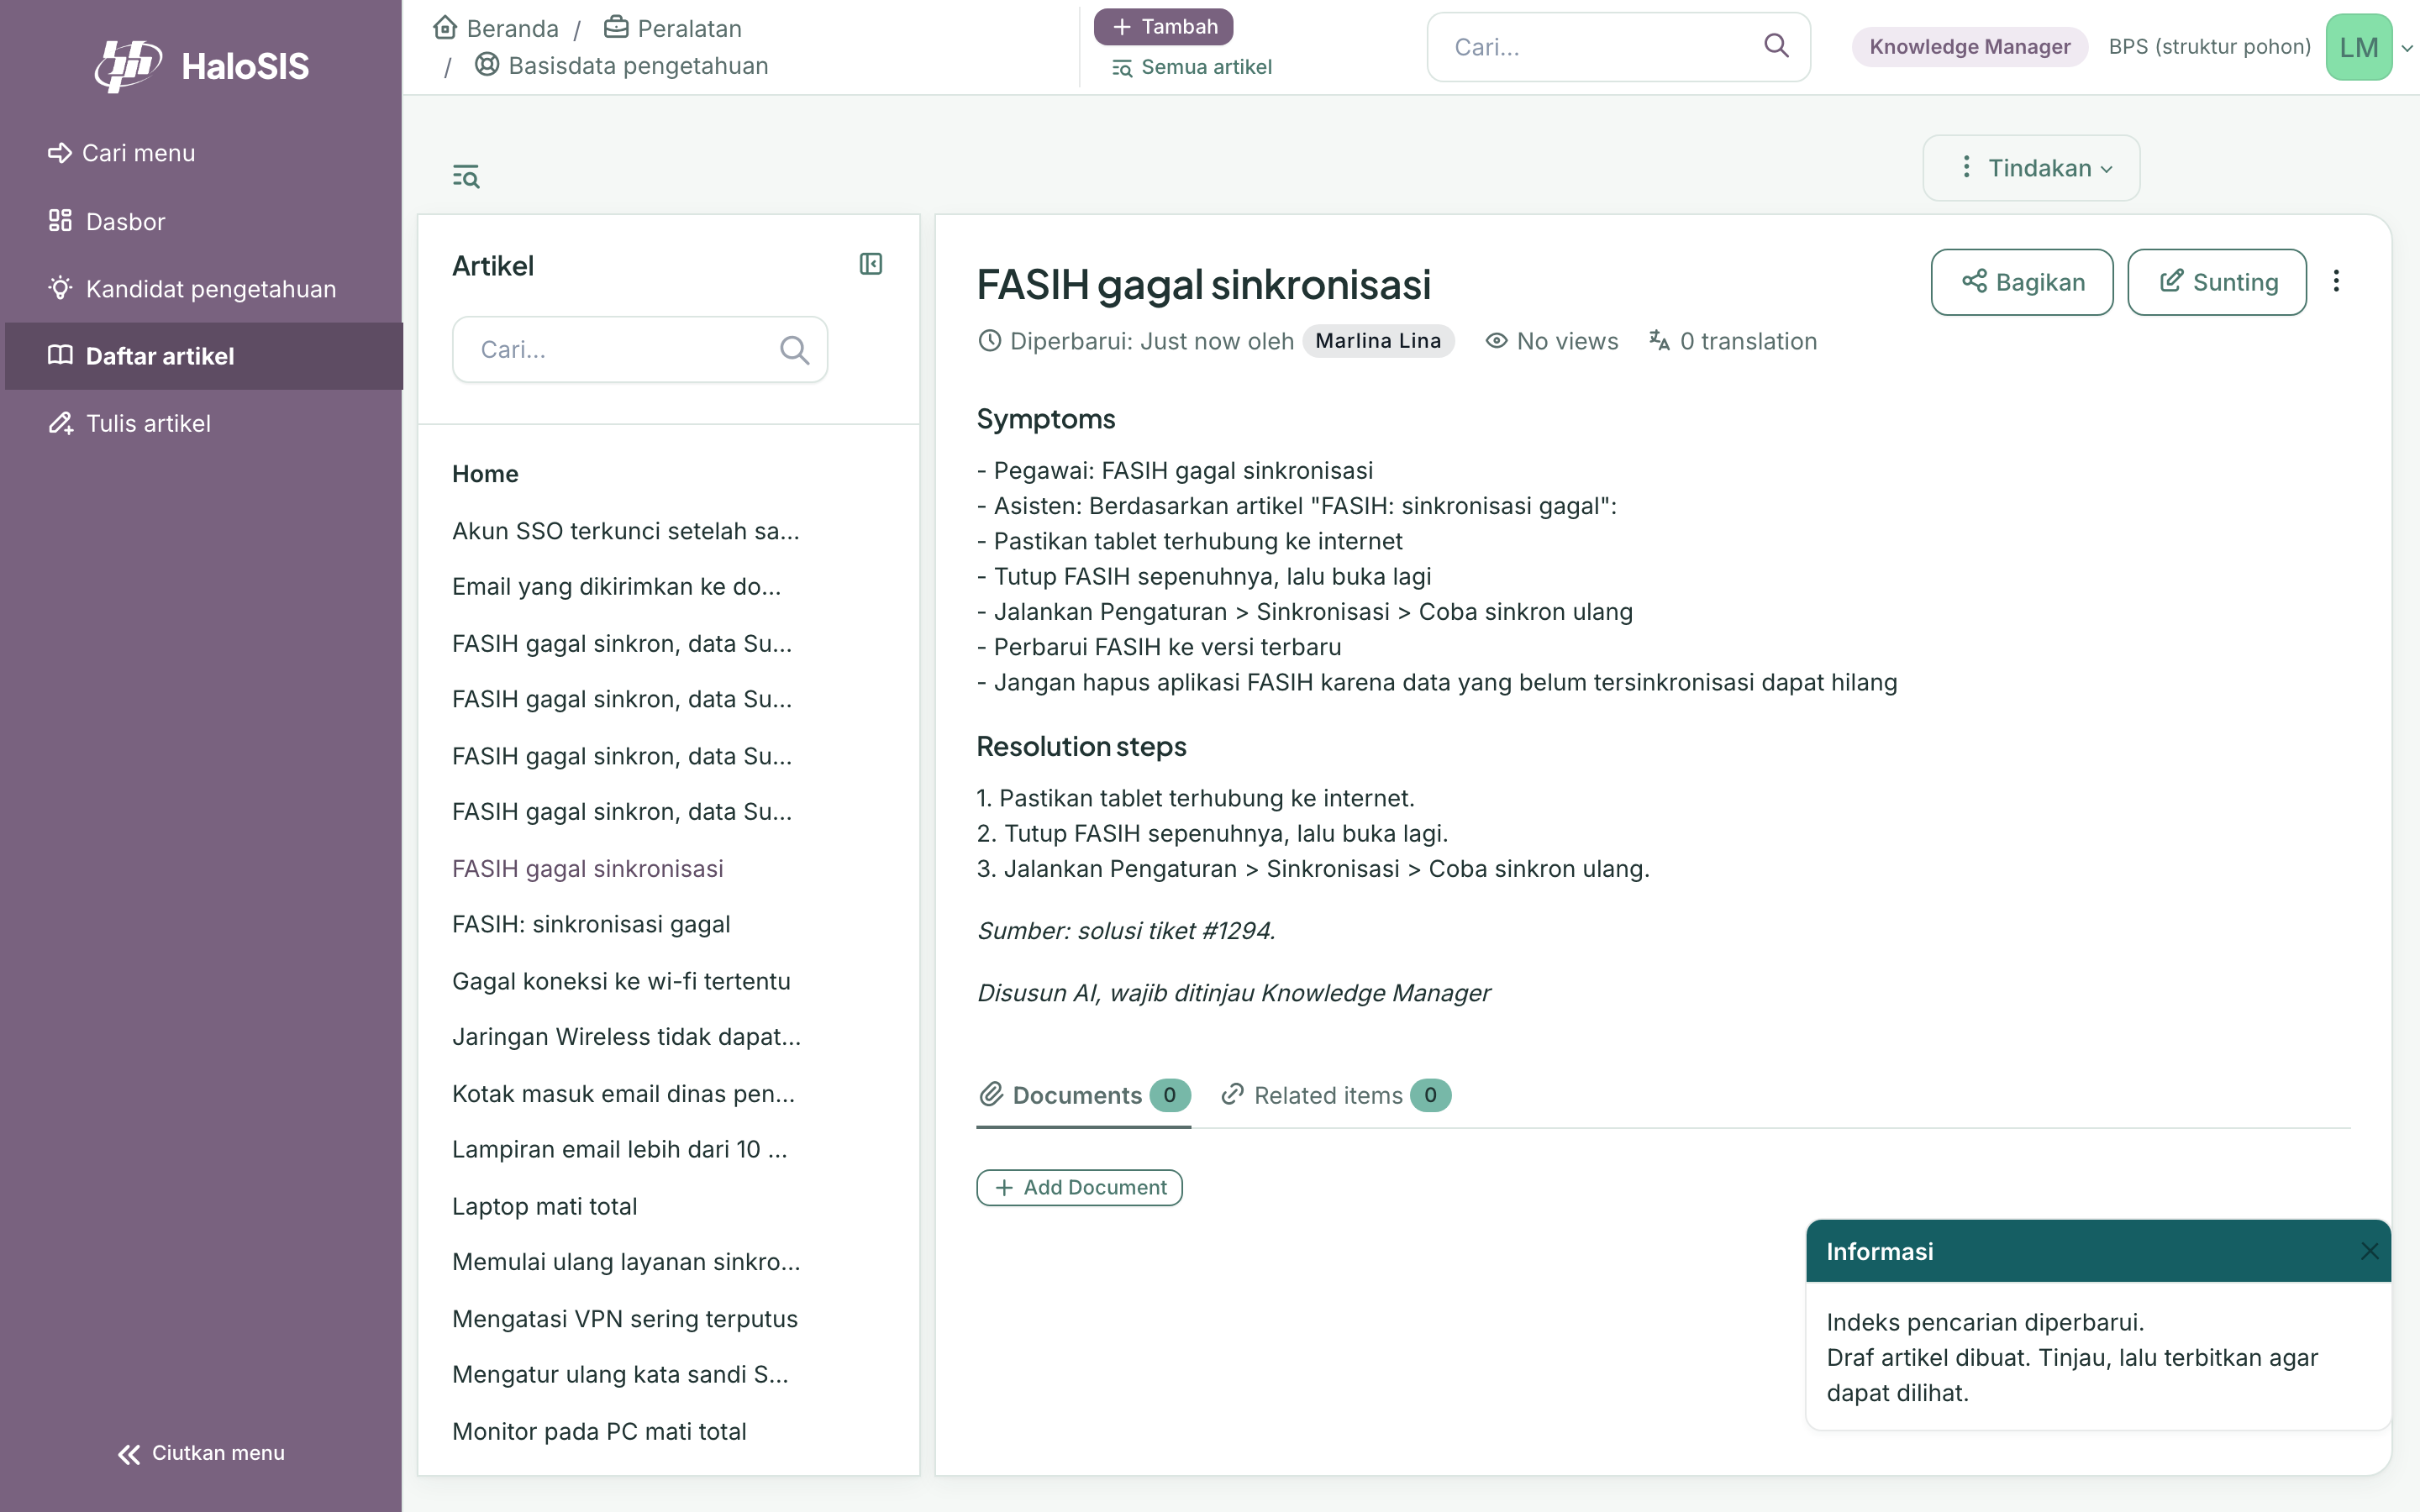 HaloSIS
Cari menu
Dasbor
Kandidat pengetahuan
Daftar artikel
Tulis artikel
Ciutkan menu
Beranda / Peralatan
/ Basisdata pengetahuan
+ Tambah
Semua artikel
Cari...
Knowledge Manager
BPS (struktur pohon)
LM
Tindakan
Artikel
Cari...
Home
Akun SSO terkunci setelah sa...
Email yang dikirimkan ke do...
FASIH gagal sinkron, data Su...
FASIH gagal sinkron, data Su...
FASIH gagal sinkron, data Su...
FASIH gagal sinkron, data Su...
FASIH gagal sinkronisasi
FASIH: sinkronisasi gagal
Gagal koneksi ke wi-fi tertentu
Jaringan Wireless tidak dapat...
Kotak masuk email dinas pen...
Lampiran email lebih dari 10 ...
Laptop mati total
Memulai ulang layanan sinkro...
Mengatasi VPN sering terputus
Mengatur ulang kata sandi S...
Monitor pada PC mati total
FASIH gagal sinkronisasi
Bagikan
Sunting
Diperbarui: Just now oleh Marlina Lina No views 0 translation
Symptoms
- Pegawai: FASIH gagal sinkronisasi
- Asisten: Berdasarkan artikel "FASIH: sinkronisasi gagal":
- Pastikan tablet terhubung ke internet
- Tutup FASIH sepenuhnya, lalu buka lagi
- Jalankan Pengaturan > Sinkronisasi > Coba sinkron ulang
- Perbarui FASIH ke versi terbaru
- Jangan hapus aplikasi FASIH karena data yang belum tersinkronisasi dapat hilang
Resolution steps
1. Pastikan tablet terhubung ke internet.
2. Tutup FASIH sepenuhnya, lalu buka lagi.
3. Jalankan Pengaturan > Sinkronisasi > Coba sinkron ulang.
Sumber: solusi tiket #1294.
Disusun AI, wajib ditinjau Knowledge Manager
Documents 0 Related items 0
+ Add Document
Informasi
Indeks pencarian diperbarui.
Draf artikel dibuat. Tinjau, lalu terbitkan agar
dapat dilihat.